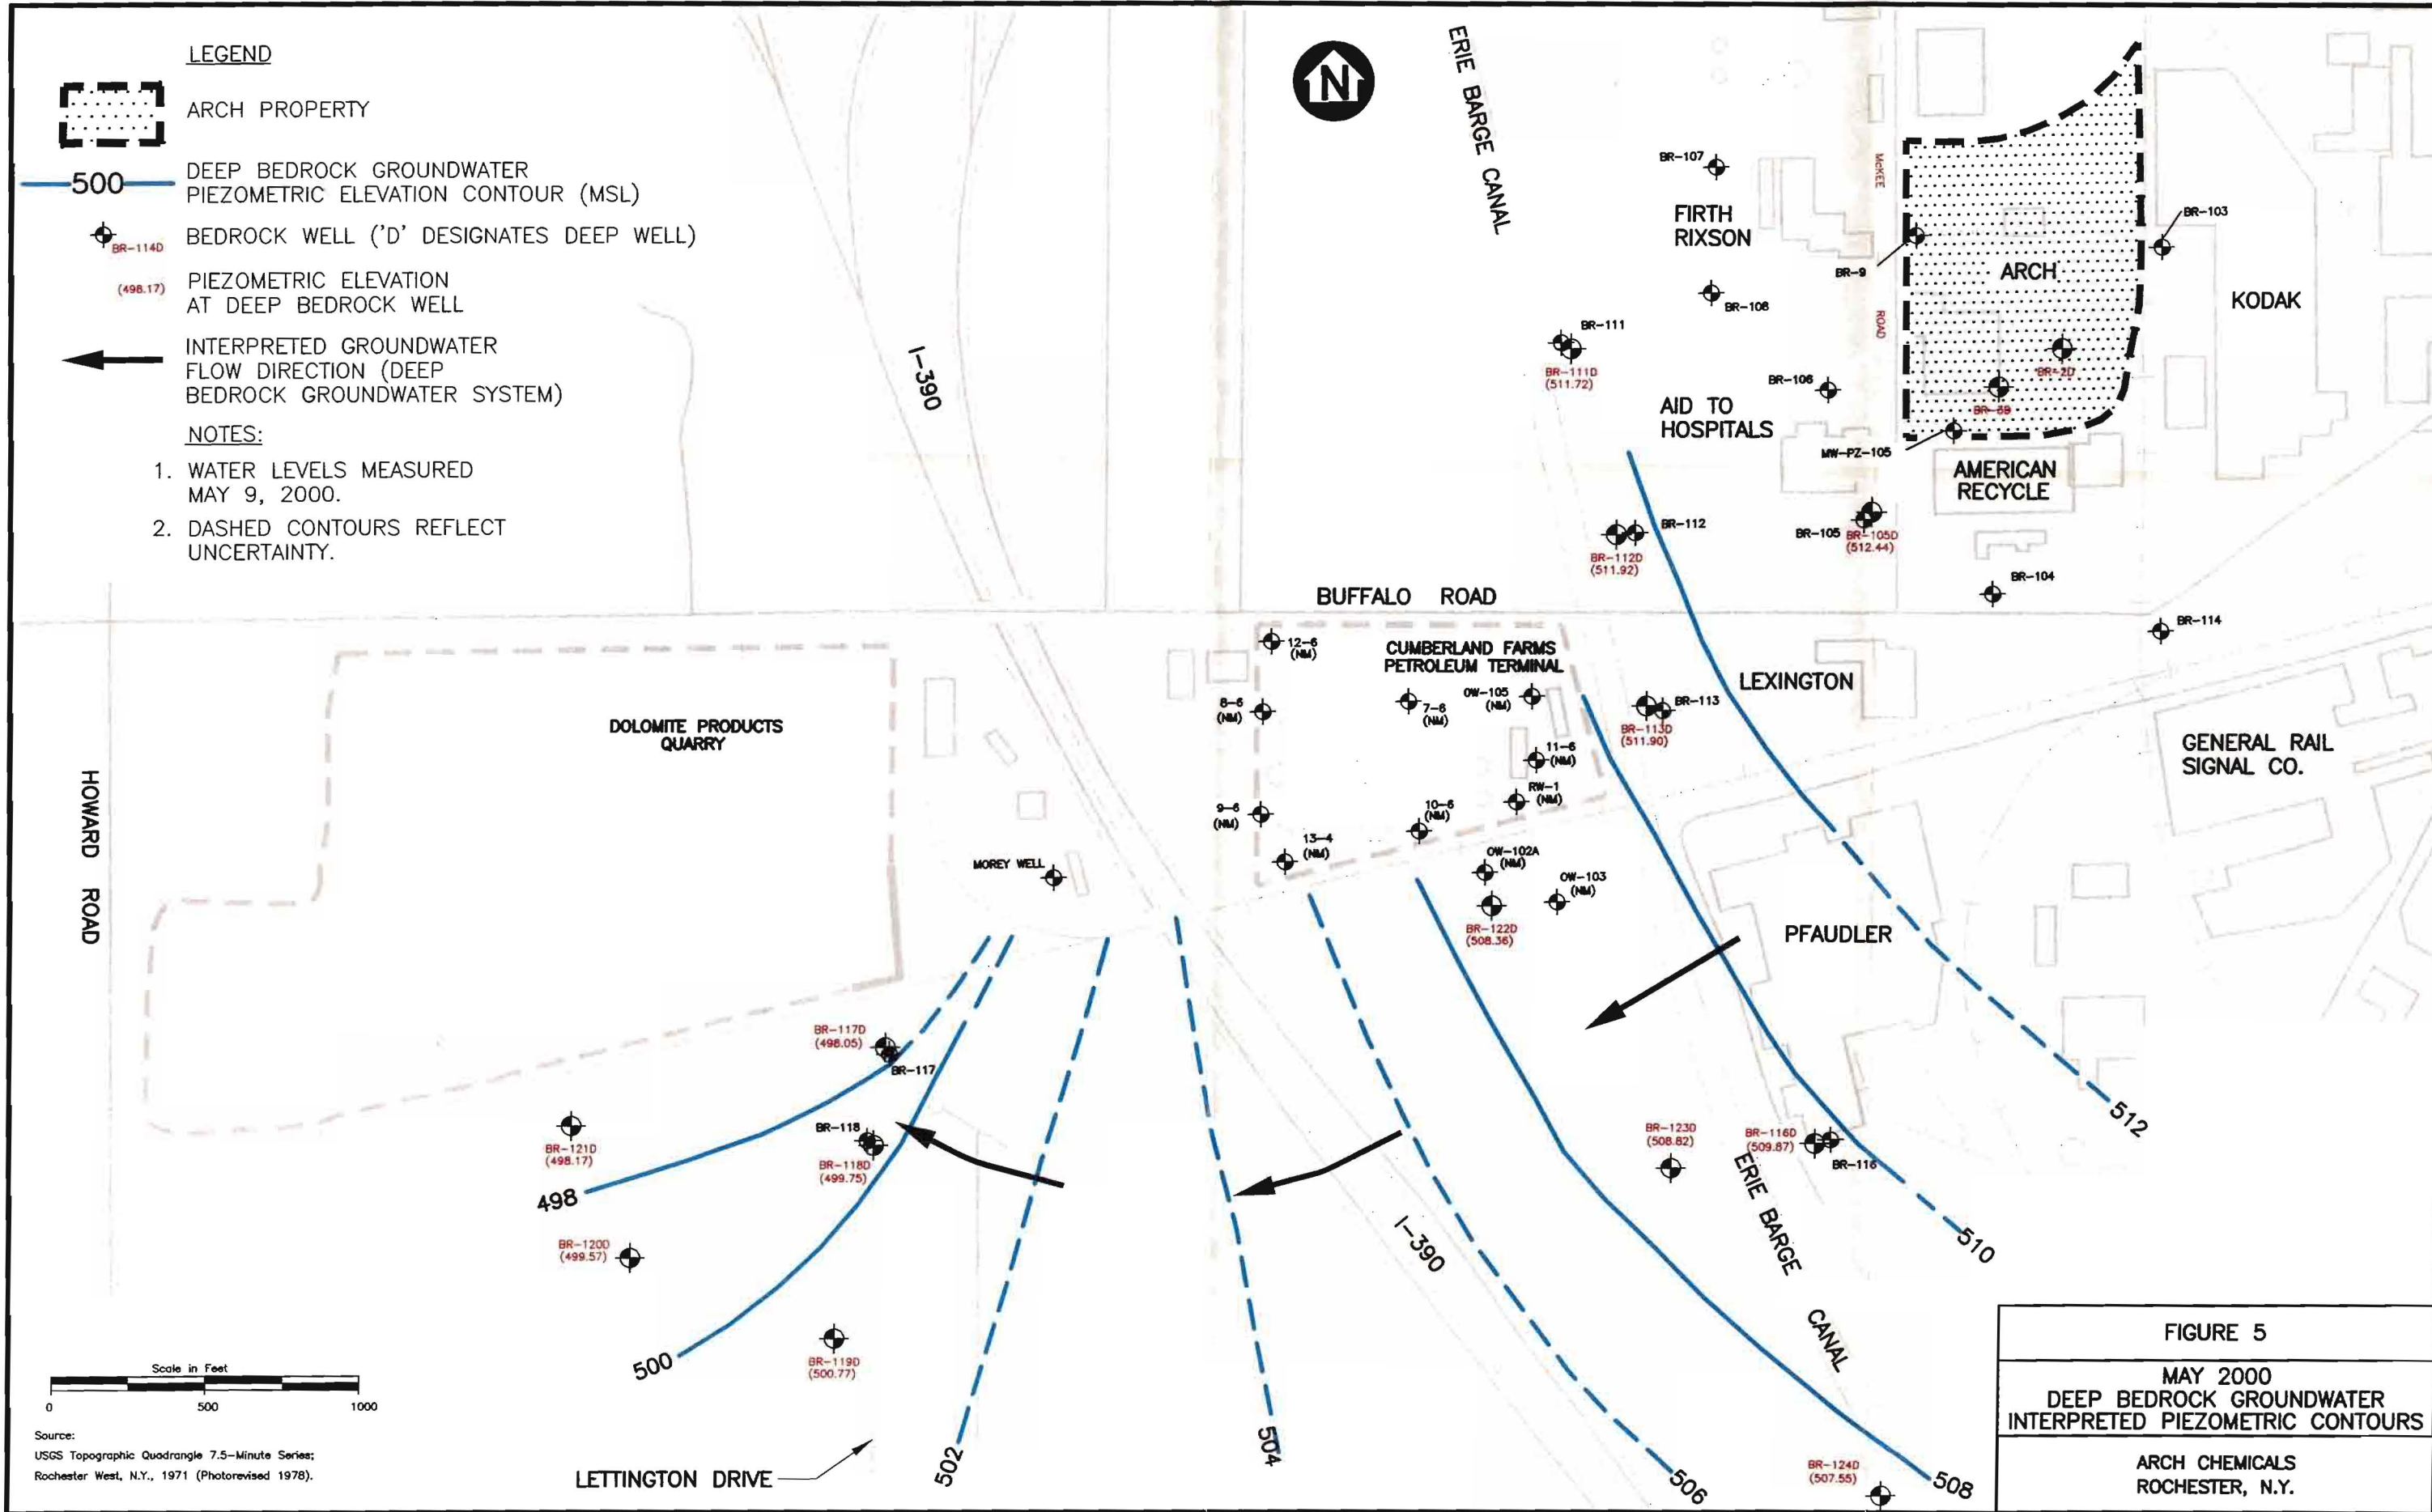 LEGEND
ARCH PROPERTY
500
DEEP BEDROCK GROUNDWATER
PIEZOMETRIC ELEVATION CONTOUR (MSL)
BR-114D
BEDROCK WELL ('D' DESIGNATES DEEP WELL)
(498.17)
PIEZOMETRIC ELEVATION
AT DEEP BEDROCK WELL
INTERPRETED GROUNDWATER
FLOW DIRECTION (DEEP
BEDROCK GROUNDWATER SYSTEM)
NOTES:
1. WATER LEVELS MEASURED
MAY 9, 2000.
2. DASHED CONTOURS REFLECT
UNCERTAINTY.
N
ERIE BARGE CANAL
I-390
BR-107
FIRTH
RIXSON
BR-108
McKEE
ROAD
BR-9
ARCH
BR-103
KODAK
BR-111
BR-111D
(511.72)
BR-106
AID TO
HOSPITALS
BR-2D
BR-3D
MW-PZ-105
AMERICAN
RECYCLE
BR-112
BR-112D
(511.92)
BR-105
BR-105D
(512.44)
BR-104
BR-114
BUFFALO ROAD
12-6
(NM)
CUMBERLAND FARMS
PETROLEUM TERMINAL
8-6
(NM)
7-6
(NM)
OW-105
(NM)
BR-113
BR-113D
(511.90)
LEXINGTON
11-6
(NM)
RW-1
(NM)
GENERAL RAIL
SIGNAL CO.
DOLOMITE PRODUCTS
QUARRY
HOWARD ROAD
9-6
(NM)
10-6
(NM)
13-4
(NM)
MOREY WELL
OW-102A
(NM)
OW-103
(NM)
BR-122D
(508.36)
PFAUDLER
BR-117D
(498.05)
BR-117
BR-121D
(498.17)
BR-118
BR-118D
(499.75)
BR-123D
(508.82)
BR-116D
(509.87)
BR-116
512
498
BR-120D
(499.57)
I-390
ERIE BARGE
CANAL
510
500
BR-119D
(500.77)
502
504
506
508
BR-124D
(507.55)
LETTINGTON DRIVE
Scale in Feet
0 500 1000
Source:
USGS Topographic Quadrangle 7.5-Minute Series;
Rochester West, N.Y., 1971 (Photorevised 1978).
FIGURE 5
MAY 2000
DEEP BEDROCK GROUNDWATER
INTERPRETED PIEZOMETRIC CONTOURS
ARCH CHEMICALS
ROCHESTER, N.Y.